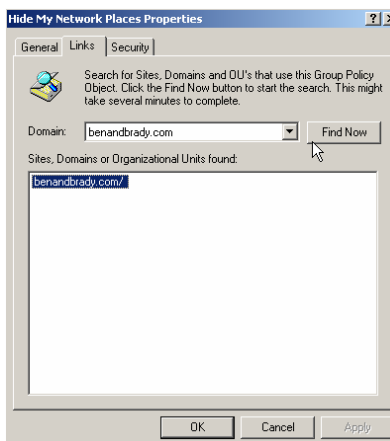 Hide My Network Places Properties
General Links Security
Search for Sites, Domains and OU's that use this Group Policy
Object. Click the Find Now button to start the search. This might
take several minutes to complete.
Domain: benandbrady.com Find Now
Sites, Domains or Organizational Units found:
benandbrady.com/
OK Cancel Apply